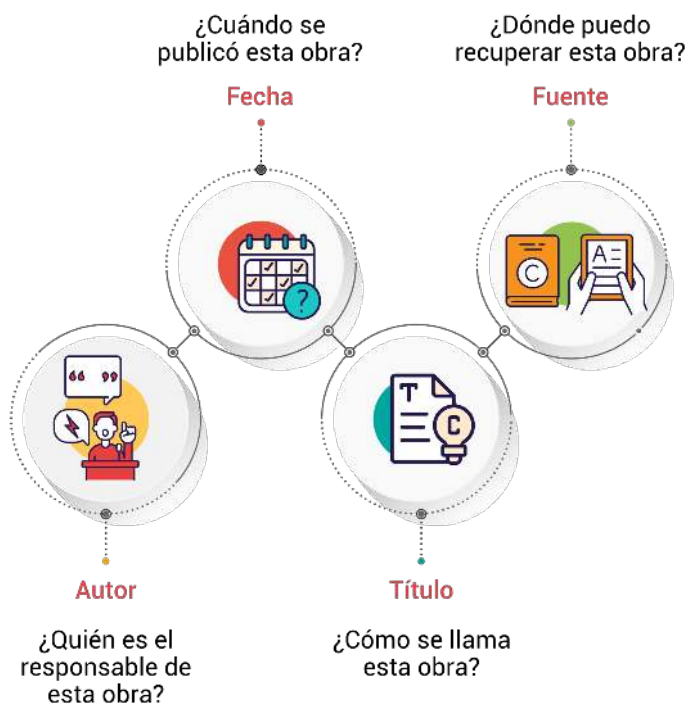 ¿Cuándo se
publicó esta obra?
Fecha
¿Dónde puedo
recuperar esta obra?
Fuente
?
C
A
“ ”
T
C
Autor
¿Quién es el
responsable de
esta obra?
Título
¿Cómo se llama
esta obra?